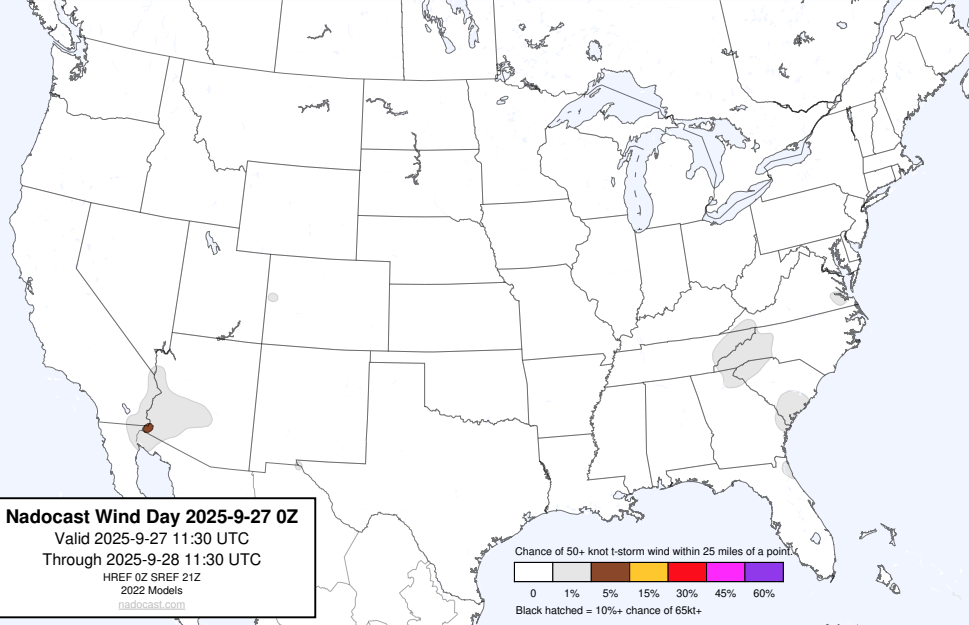 Nadocast Wind Day 2025-9-27 0Z
Valid 2025-9-27 11:30 UTC
Through 2025-9-28 11:30 UTC
HREF 0Z SREF 21Z
2022 Models
nadocast.com
Chance of 50+ knot t-storm wind within 25 miles of a point.
0 1% 5% 15% 30% 45% 60%
Black hatched = 10%+ chance of 65kt+